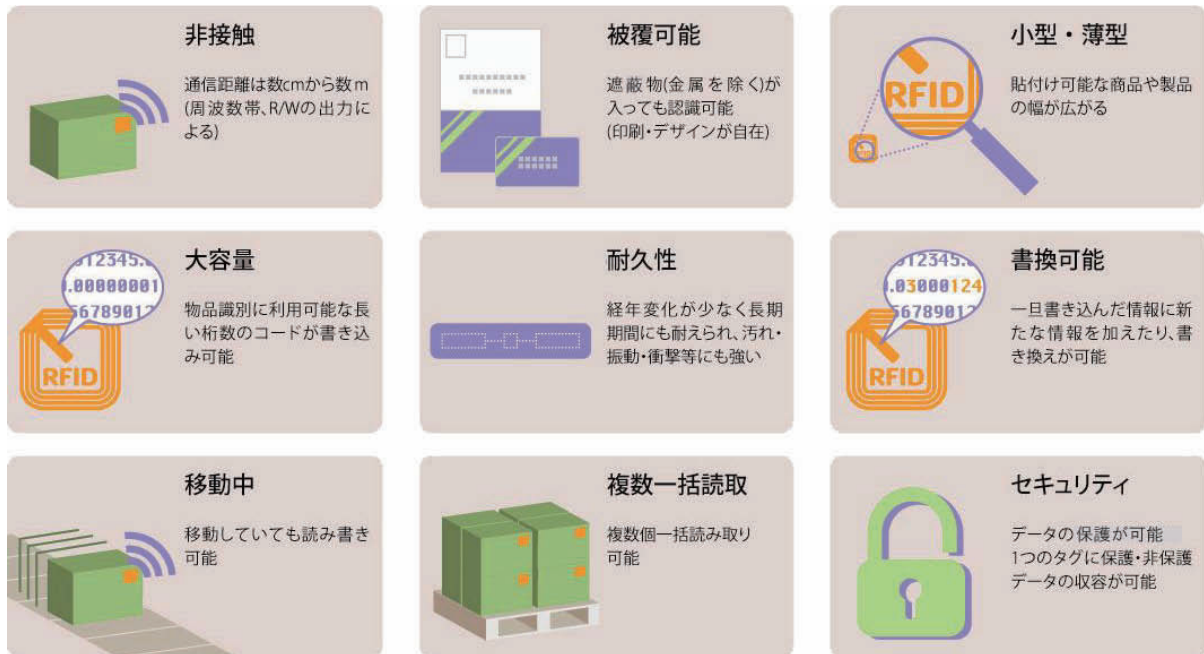 非接触
通信距離は数cmから数m
(周波数帯、R/Wの出力に
よる)
被覆可能
遮蔽物(金属を除く)が
入っても認識可能
(印刷・デザインが自在)
小型・薄型
RFID
貼付け可能な商品や製品
の幅が広がる
大容量
012345.0
0.00000001
56789012
RFID
物品識別に利用可能な長
い桁数のコードが書き込
み可能
耐久性
経年変化が少なく長期
期間にも耐えられ、汚れ・
振動・衝撃等にも強い
書換可能
012345.0
0.03000124
56789012
RFID
一旦書き込んだ情報に新
たな情報を加えたり、書
き換えが可能
移動中
移動していても読み書き
可能
複数一括読取
複数個一括読み取り
可能
セキュリティ
データの保護が可能
1つのタグに保護・非保護
データの収容が可能